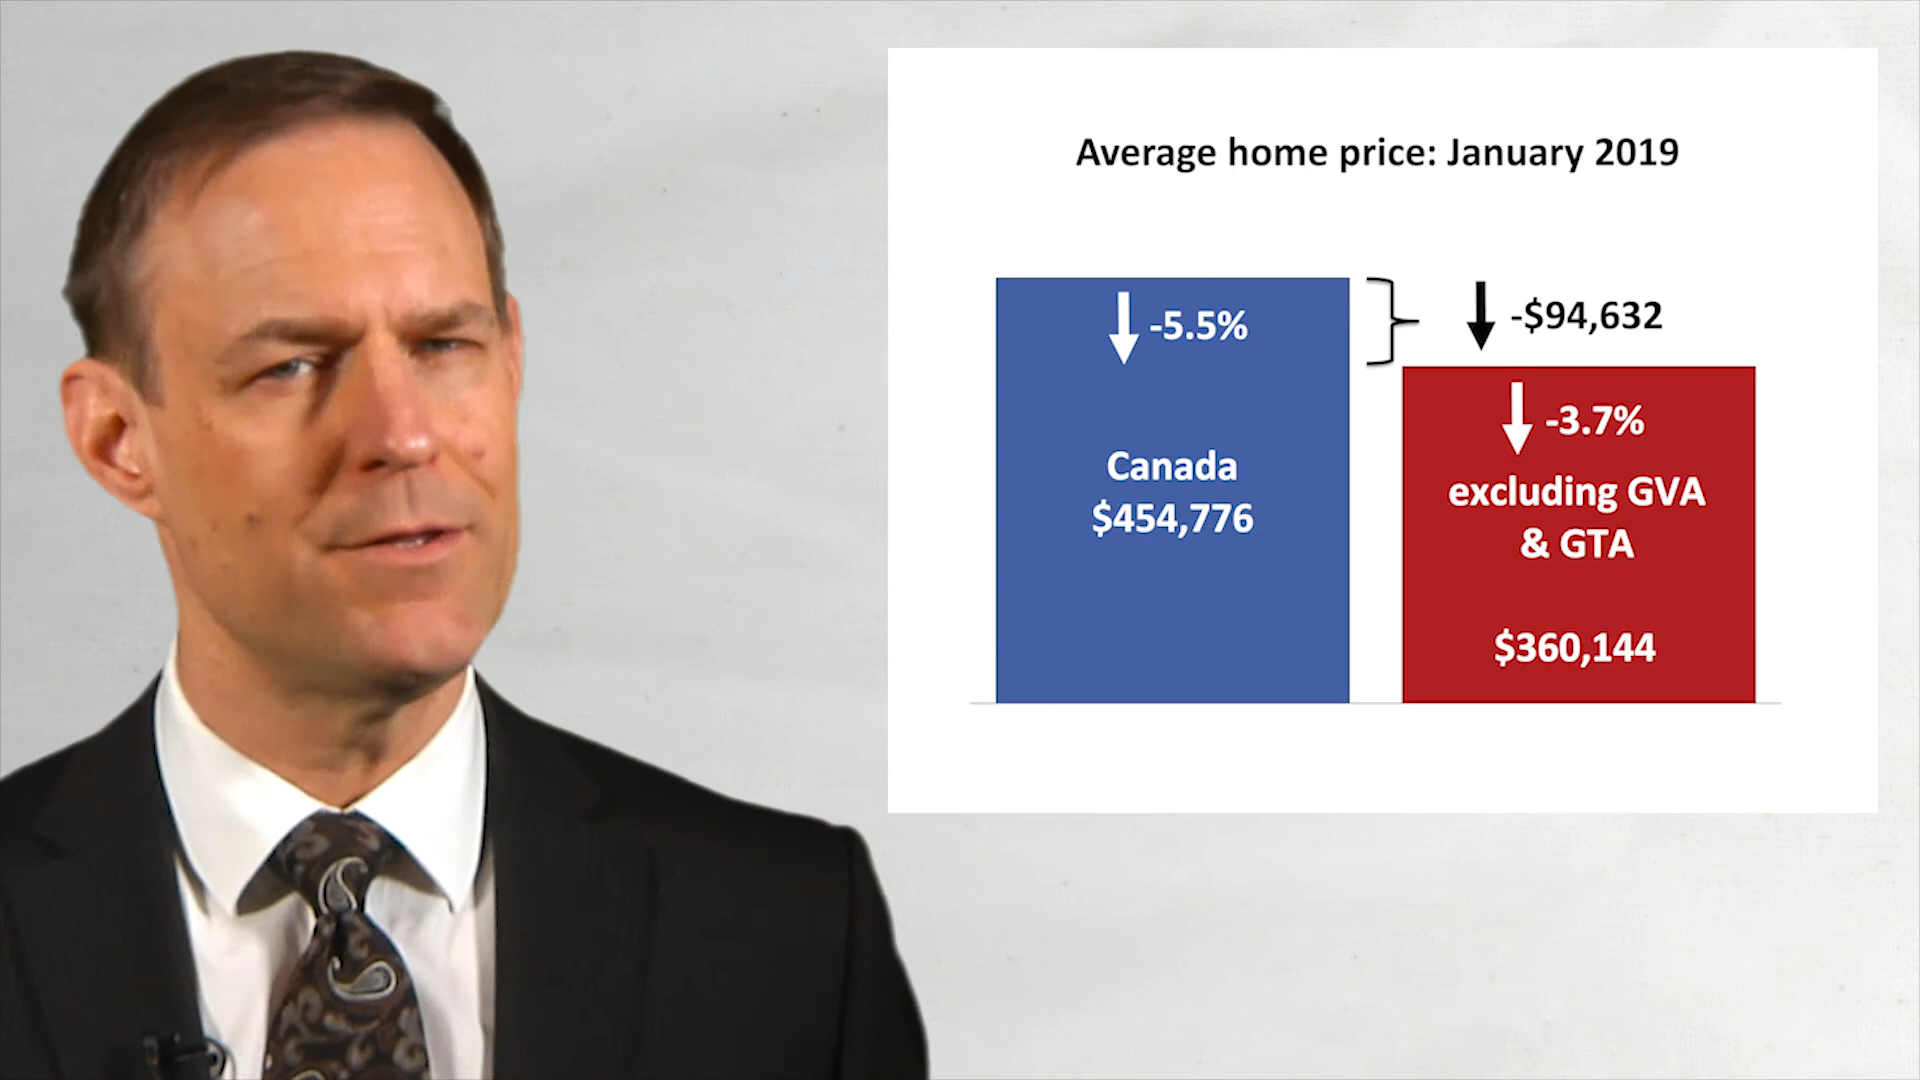 Average home price: January 2019
-5.5%
-$94,632
-3.7%
Canada
$454,776
excluding GVA
& GTA
$360,144